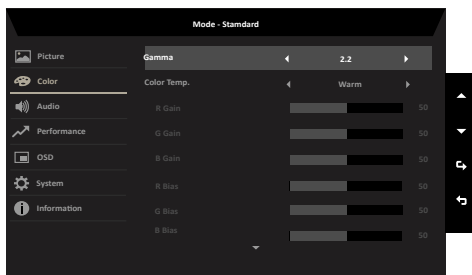 Mode - Stamdard
Picture
Gamma 2.2
Color
Color Temp. Warm
Audio
R Gain 50
Performance
G Gain 50
OSD
B Gain 50
System
R Bias 50
Information
G Bias 50
B Bias 50